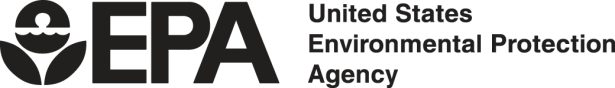 EPA
United States
Environmental Protection
Agency